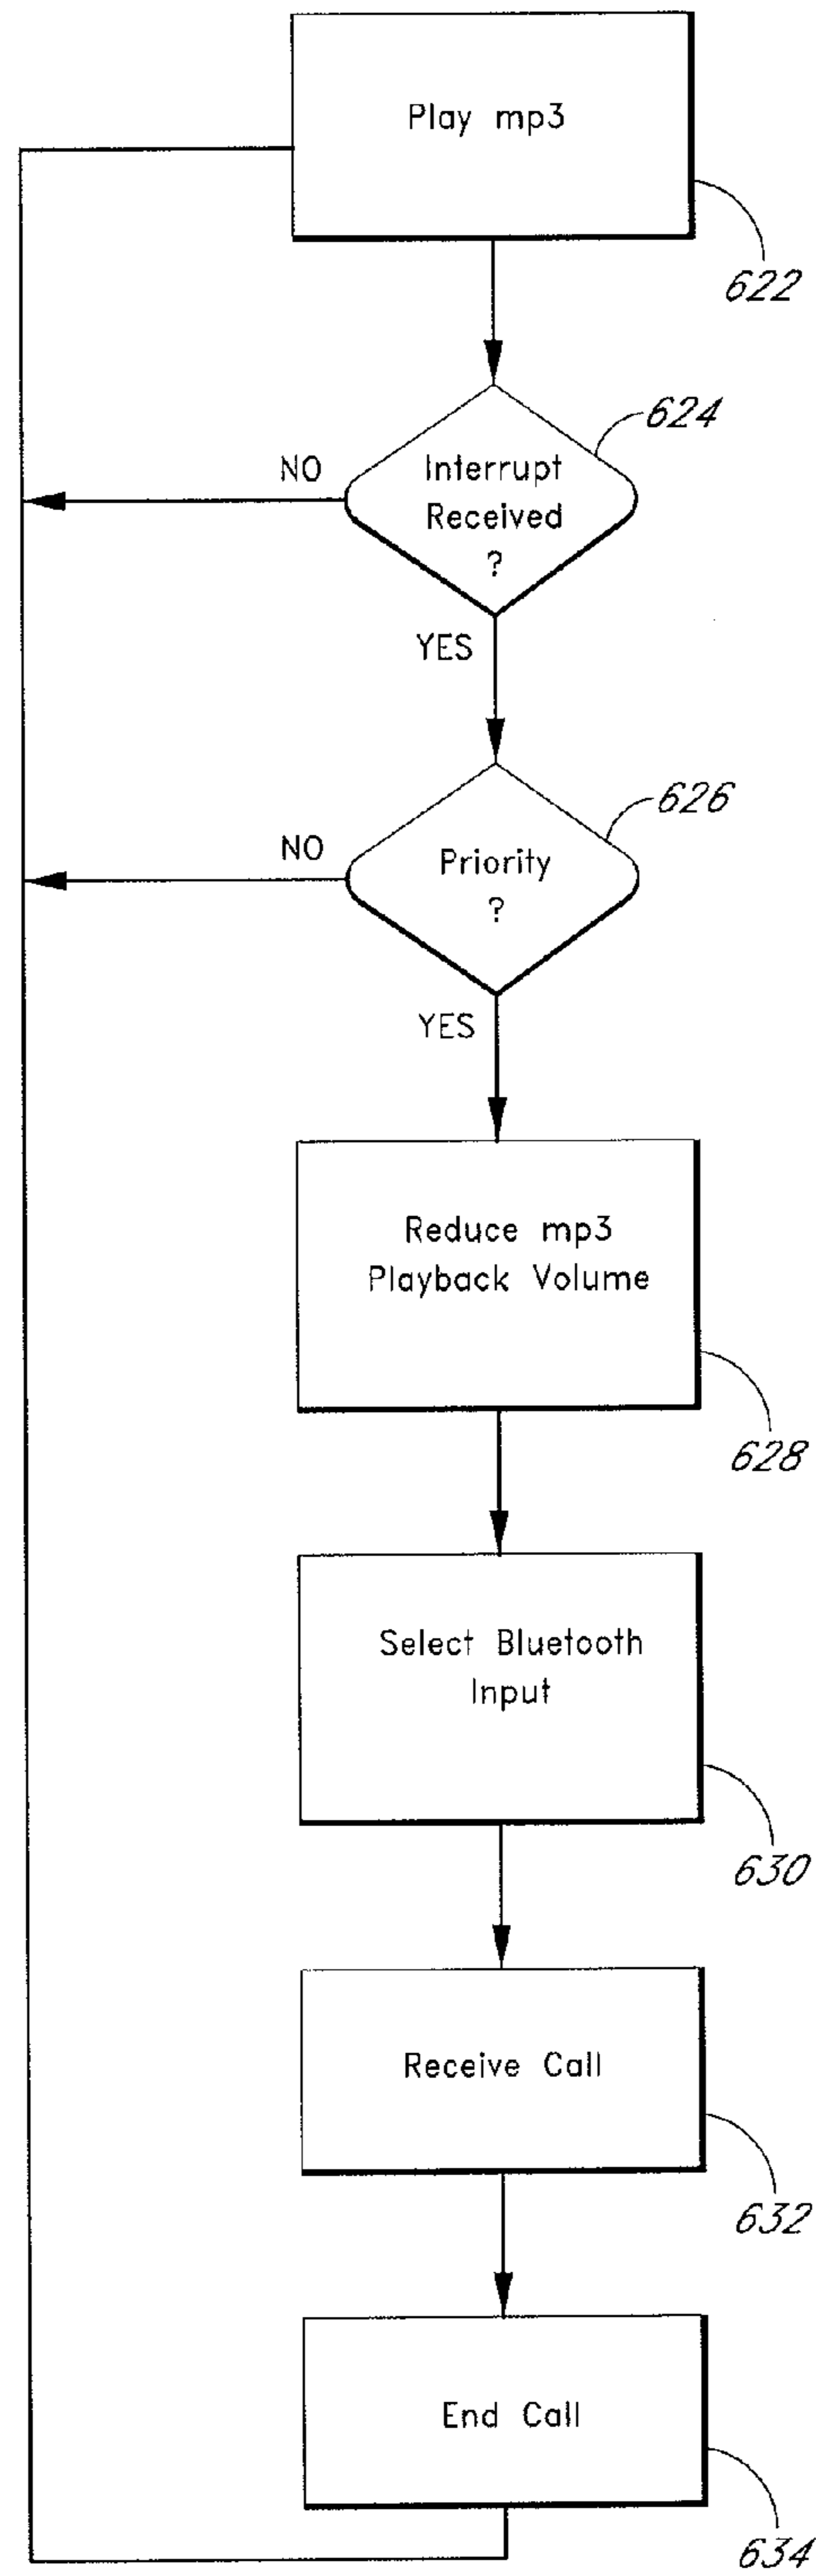 Play mp3
622
624
Interrupt
Received
?
NO
YES
626
Priority
?
NO
YES
Reduce mp3
Playback Volume
628
Select Bluetooth
Input
630
Receive Call
632
End Call
634